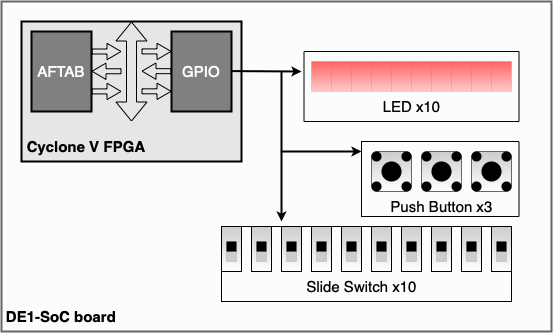 AFTAB
GPIO
Cyclone V FPGA
LED x10
Push Button x3
Slide Switch x10
DE1-SoC board